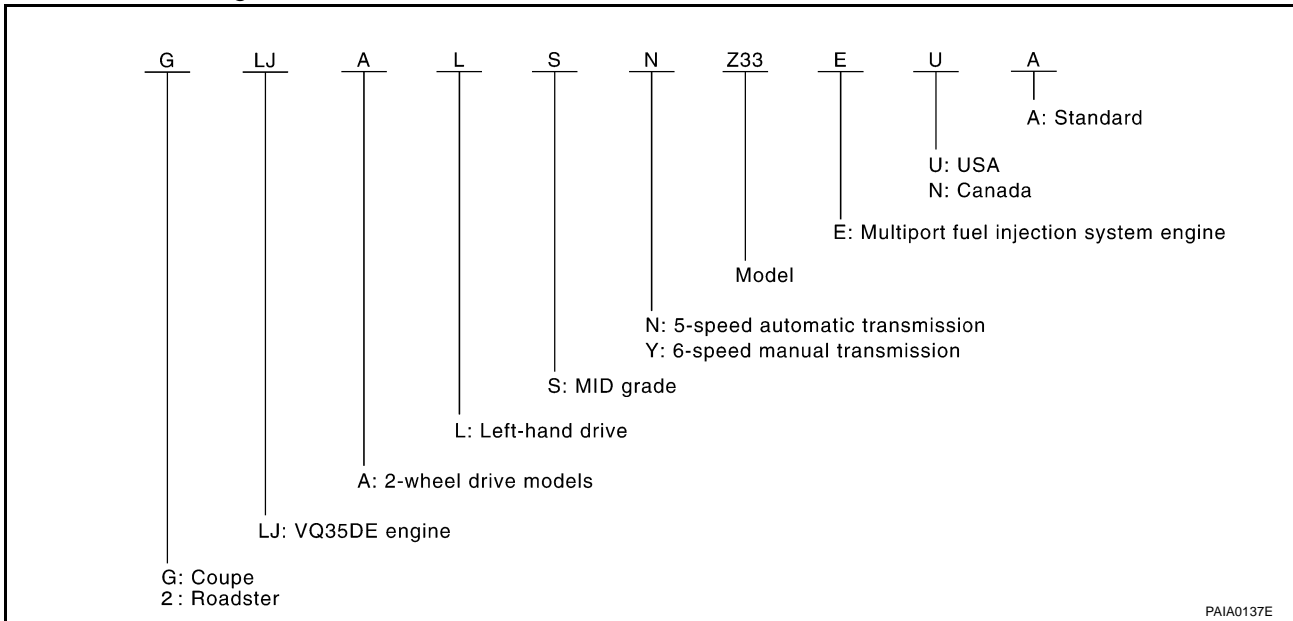 G LJ A L S N Z33 E U A
A: Standard
U: USA
N: Canada
E: Multiport fuel injection system engine
Model
N: 5-speed automatic transmission
Y: 6-speed manual transmission
S: MID grade
L: Left-hand drive
A: 2-wheel drive models
LJ: VQ35DE engine
G: Coupe
2 : Roadster
PAIA0137E